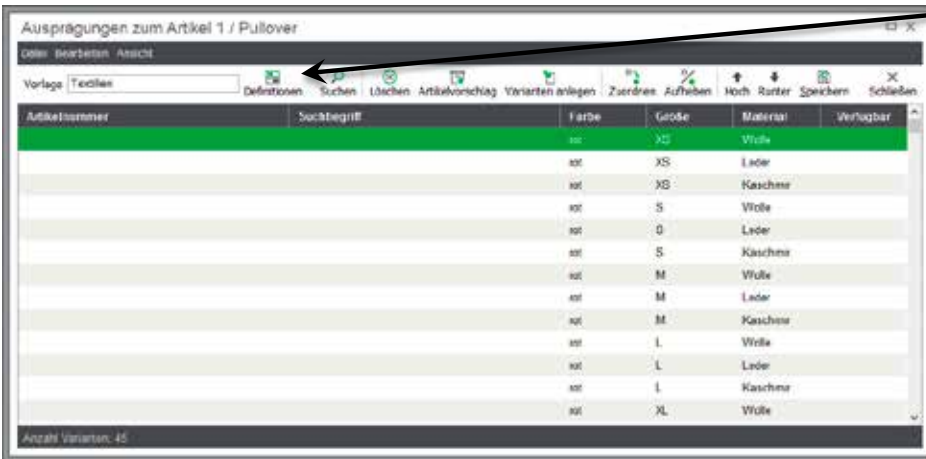 Ausprägungen zum Artikel 1 / Pullover
Datei Bearbeiten Ansicht
Vorlage Textilien Definitionen Suchen Löschen Artikelvorschlag Varianten anlegen Zuordnen Aufheben Hoch Runter Speichern Schließen
Artikelnummer Suchbegriff Farbe Größe Material Verfügbar
rot XS Wolle
rot XS Leder
rot XS Kaschmir
rot S Wolle
rot S Leder
rot S Kaschmir
rot M Wolle
rot M Leder
rot M Kaschmir
rot L Wolle
rot L Leder
rot L Kaschmir
rot XL Wolle
Anzahl Varianten: 45